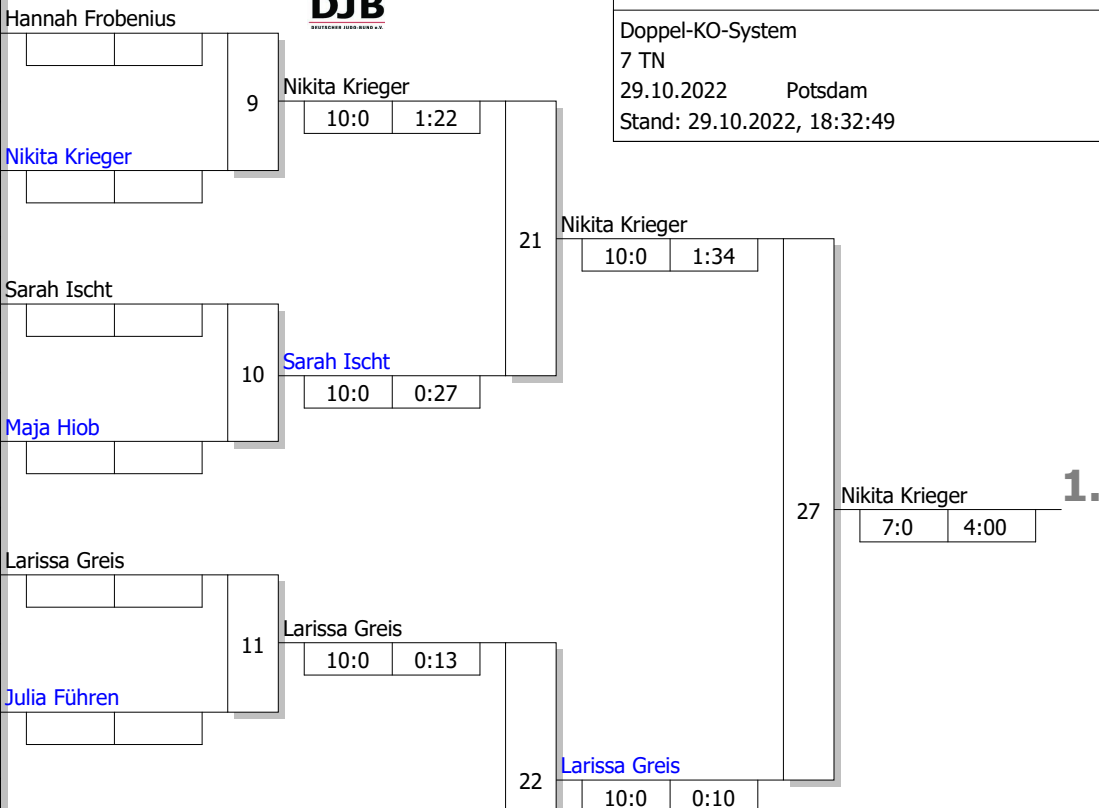 Hannah Frobenius
DJB
DEUTSCHER JUDO-BUND e.V.
Doppel-KO-System
7 TN
29.10.2022 Potsdam
Stand: 29.10.2022, 18:32:49
9
Nikita Krieger
10:0 1:22
Nikita Krieger
21
Nikita Krieger
10:0 1:34
Sarah Ischt
10
Sarah Ischt
10:0 0:27
Maja Hiob
27
Nikita Krieger
1.
7:0 4:00
Larissa Greis
11
Larissa Greis
10:0 0:13
Julia Führen
22
Larissa Greis
10:0 0:10